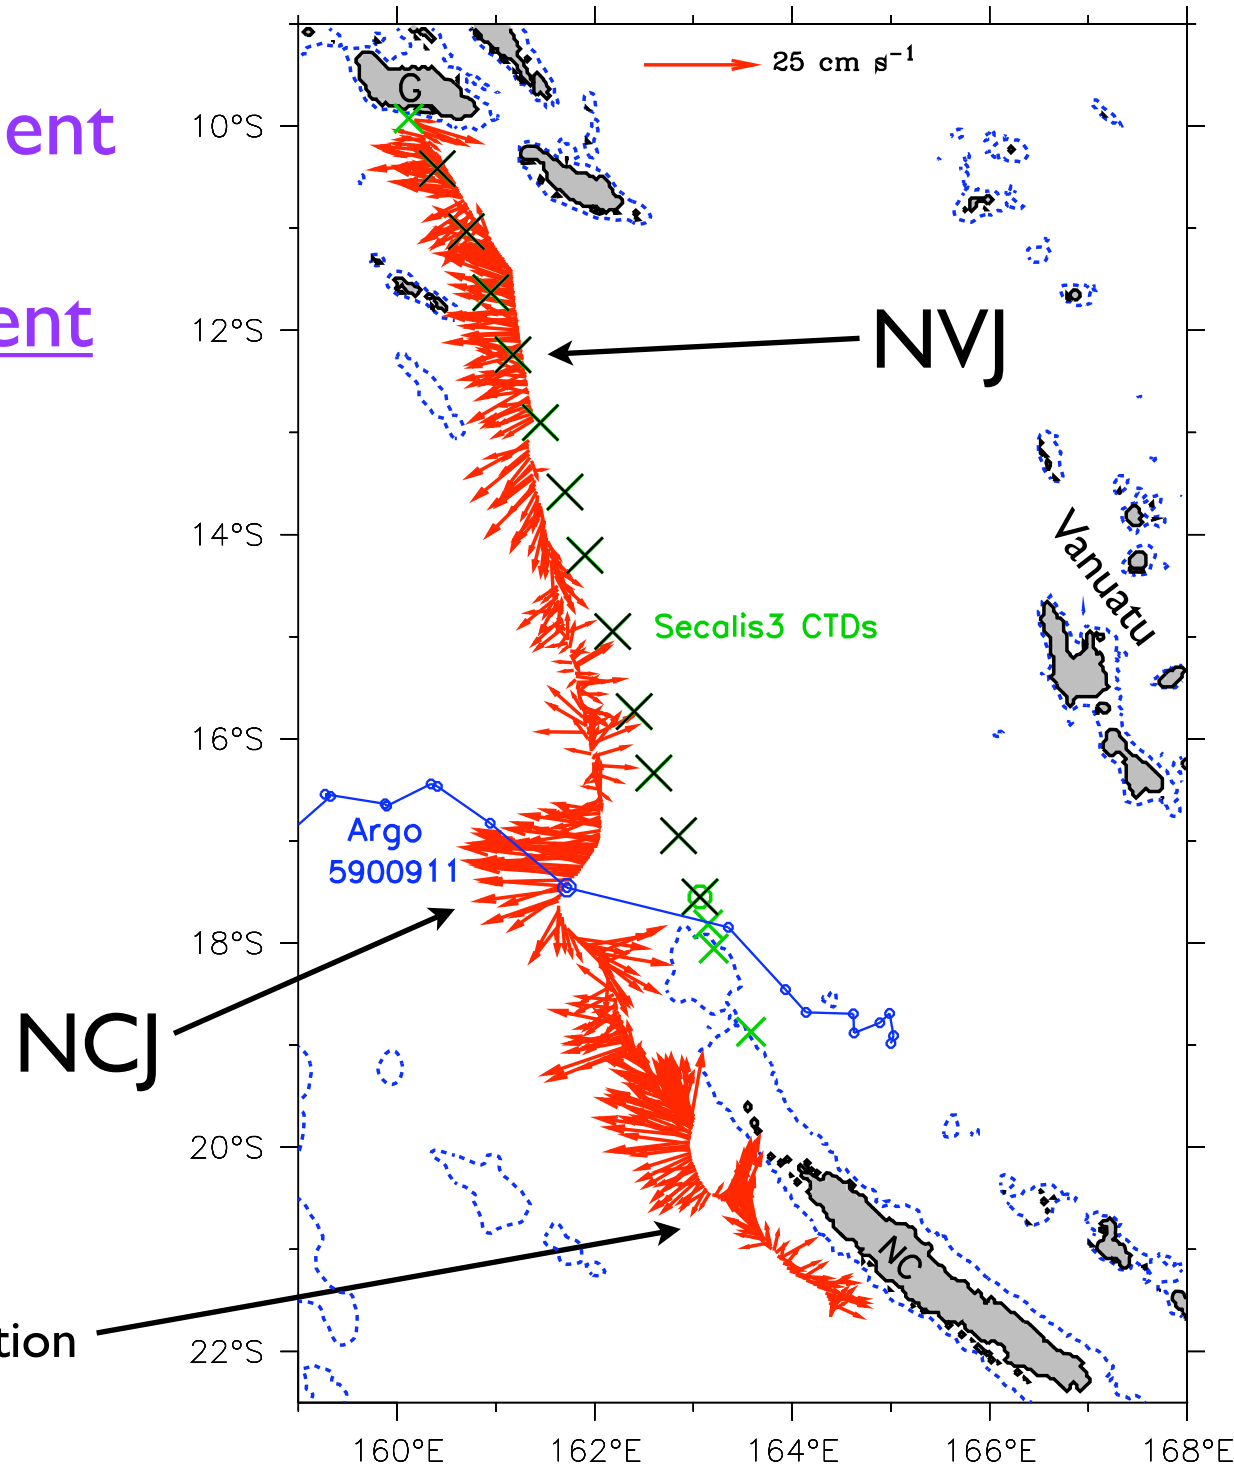 25 cm s⁻¹
G
ent
10°S
ent
12°S
NVJ
14°S
Vanuatu
Secalis3 CTDs
16°S
Argo
5900911
18°S
NCJ
20°S
NC
tion
22°S
160°E 162°E 164°E 166°E 168°E